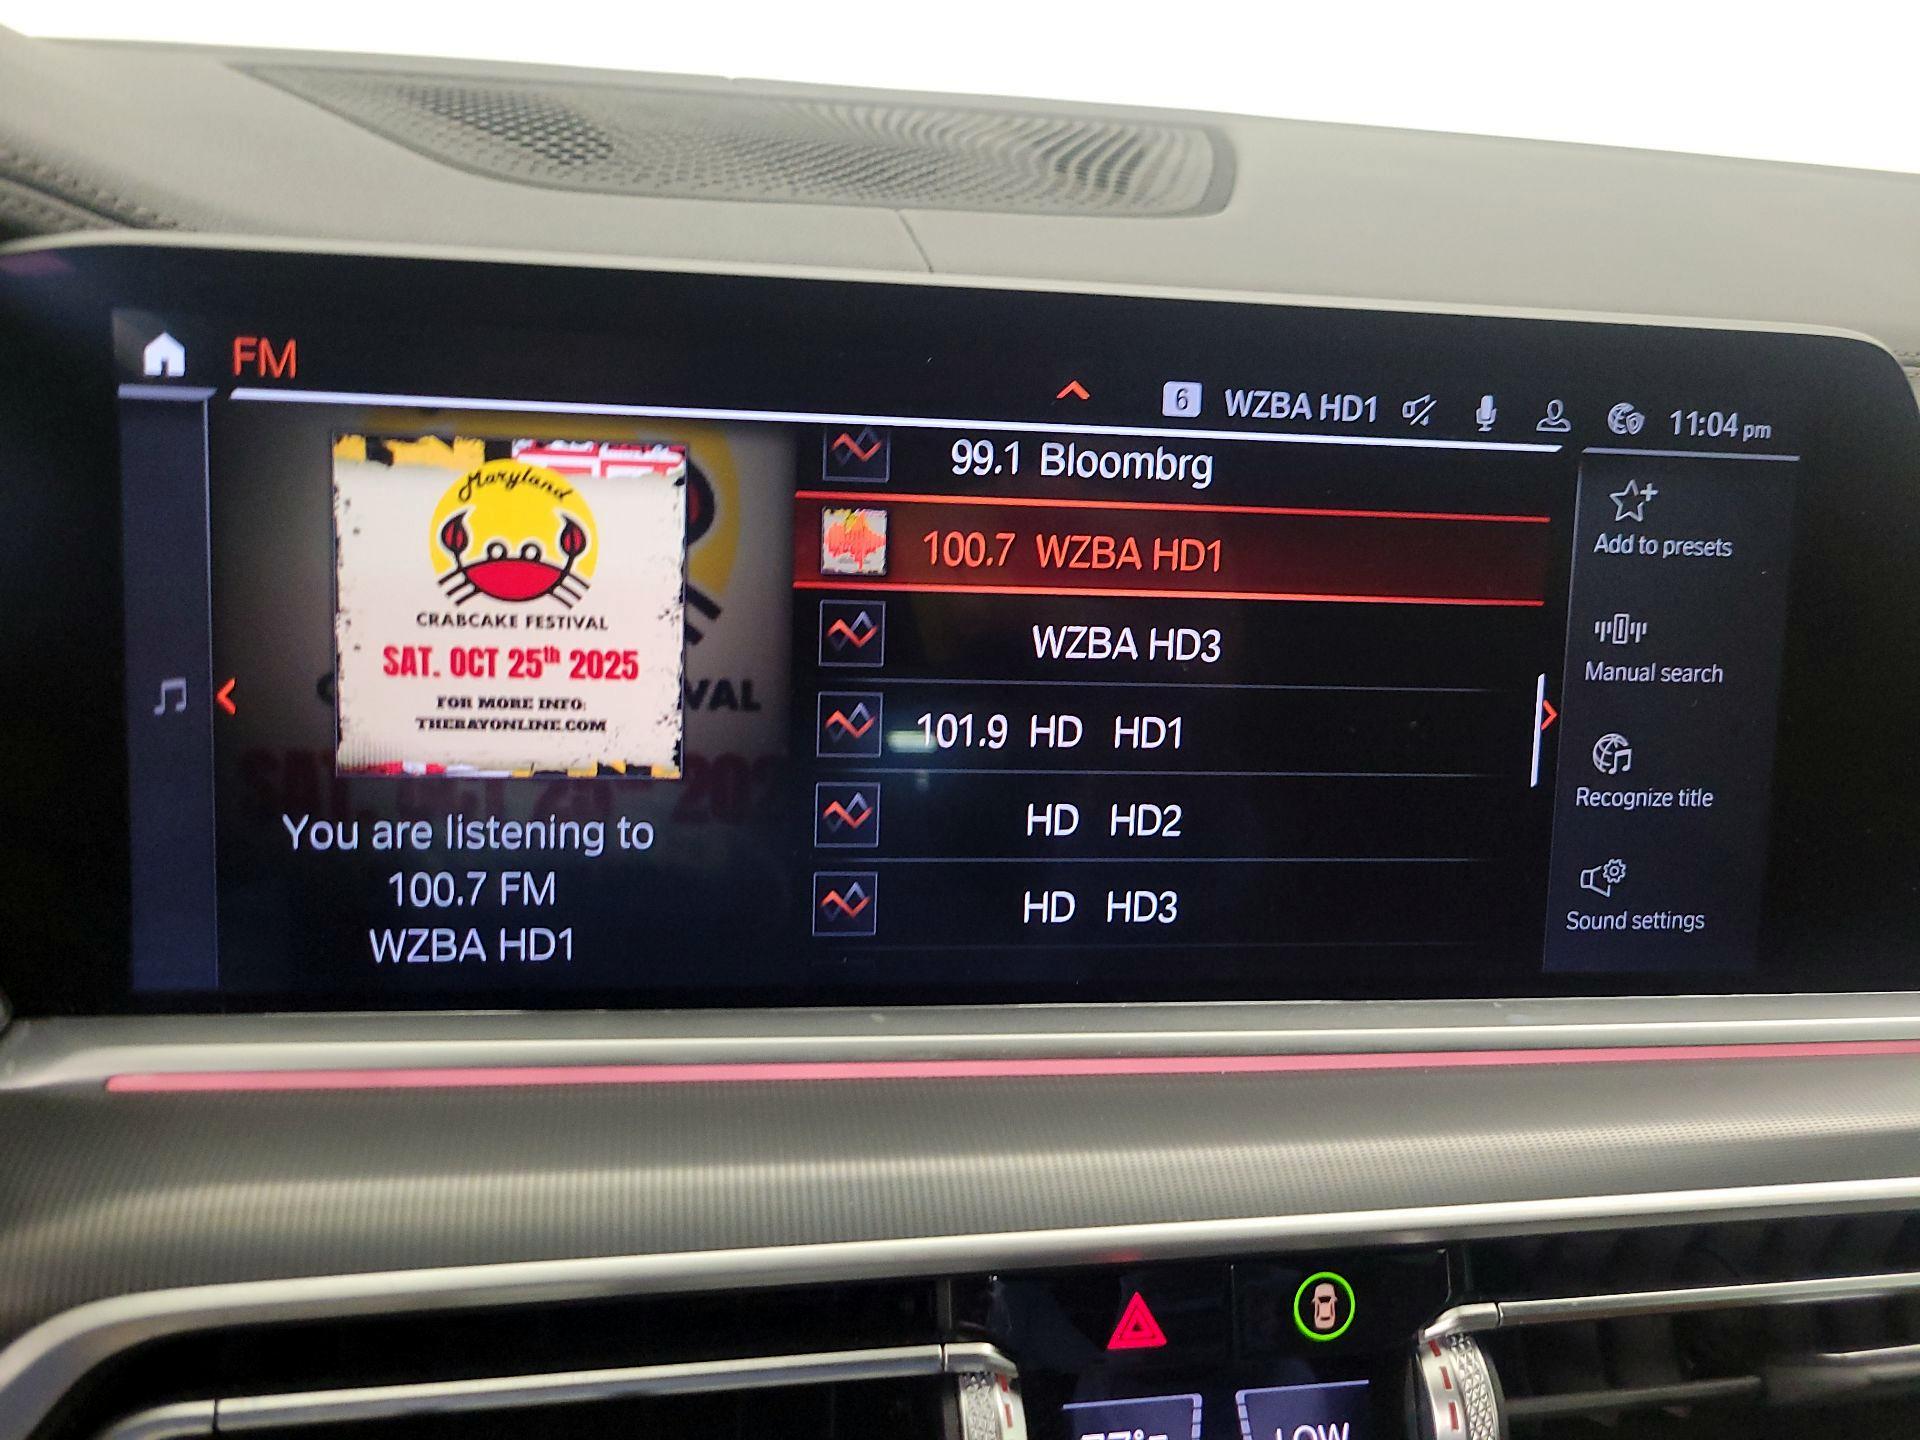 FM
6 WZBA HD1 11:04 pm
Maryland
CRABCAKE FESTIVAL
SAT. OCT 25th 2025
FOR MORE INFO:
THEBAYONLINE.COM
You are listening to
100.7 FM
WZBA HD1
99.1 Bloombrg
100.7 WZBA HD1
WZBA HD3
101.9 HD HD1
HD HD2
HD HD3
Add to presets
Manual search
Recognize title
Sound settings
LOW